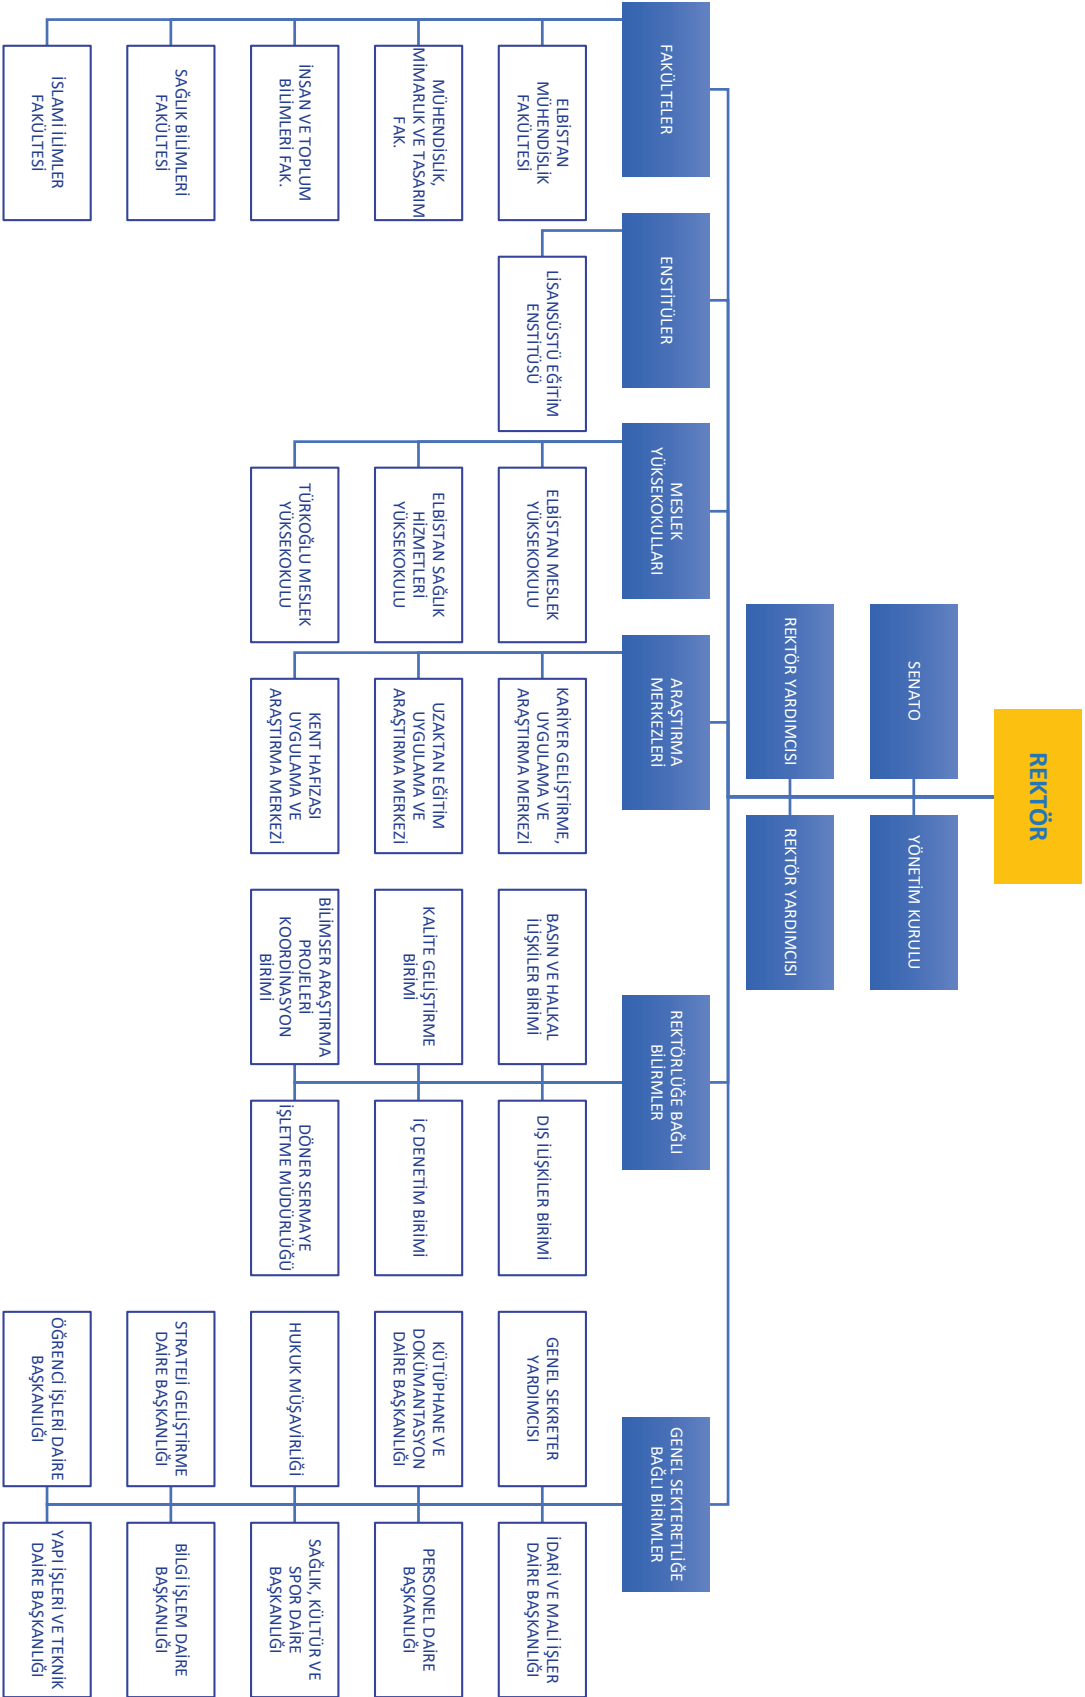 REKTÖR
SENATO
YÖNETİM KURULU
REKTÖR YARDIMCISI
REKTÖR YARDIMCISI
FAKÜLTELER
ELBİSTAN
MÜHENDİSLİK
FAKÜLTESİ
MÜHENDİSLİK,
MİMARLIK VE TASARIM
FAK.
İNSAN VE TOPLUM
BİLİMLERİ FAK.
SAĞLIK BİLİMLERİ
FAKÜLTESİ
İSLAMİ İLİMLER
FAKÜLTESİ
ENSTİTÜLER
LİSANSÜSTÜ EĞİTİM
ENSTİTÜSÜ
MESLEK
YÜKSEKOKULLARI
ELBİSTAN MESLEK
YÜKSEKOKULU
ELBİSTAN SAĞLIK
HİZMETLERİ
YÜKSEKOKULU
TÜRKOĞLU MESLEK
YÜKSEKOKULU
ARAŞTIRMA
MERKEZLERİ
KARİYER GELİŞTİRME,
UYGULAMA VE
ARAŞTIRMA MERKEZİ
UZAKTAN EĞİTİM
UYGULAMA VE
ARAŞTIRMA MERKEZİ
KENT HAFIZASI
UYGULAMA VE
ARAŞTIRMA MERKEZİ
REKTÖRLÜĞE BAĞLI
BİLİRMLER
BASIN VE HALKAL
İLİŞKİLER BİRİMİ
DIŞ İLİŞKİLER BİRİMİ
KALİTE GELİŞTİRME
BİRİMİ
İÇ DENETİM BİRİMİ
BİLİMSER ARAŞTIRMA
PROJELERİ
KOORDİNASYON
BİRİMİ
DÖNER SERMAYE
İŞLETME MÜDÜRLÜĞÜ
GENEL SEKTERETLİĞE
BAĞLI BİRİMLER
GENEL SEKRETER
YARDIMCISI
İDARİ VE MALİ İŞLER
DAİRE BAŞKANLIĞI
KÜTÜPHANE VE
DOKÜMANTASYON
DAİRE BAŞKANLIĞI
PERSONEL DAİRE
BAŞKANLIĞI
HUKUK MÜŞAVİRLİĞİ
SAĞLIK, KÜLTÜR VE
SPOR DAİRE
BAŞKANLIĞI
STRATEJİ GELİŞTİRME
DAİRE BAŞKANLIĞI
BİLGİ İŞLEM DAİRE
BAŞKANLIĞI
ÖĞRENCİ İŞLERİ DAİRE
BAŞKANLIĞI
YAPI İŞLERİ VE TEKNİK
DAİRE BAŞKANLIĞI